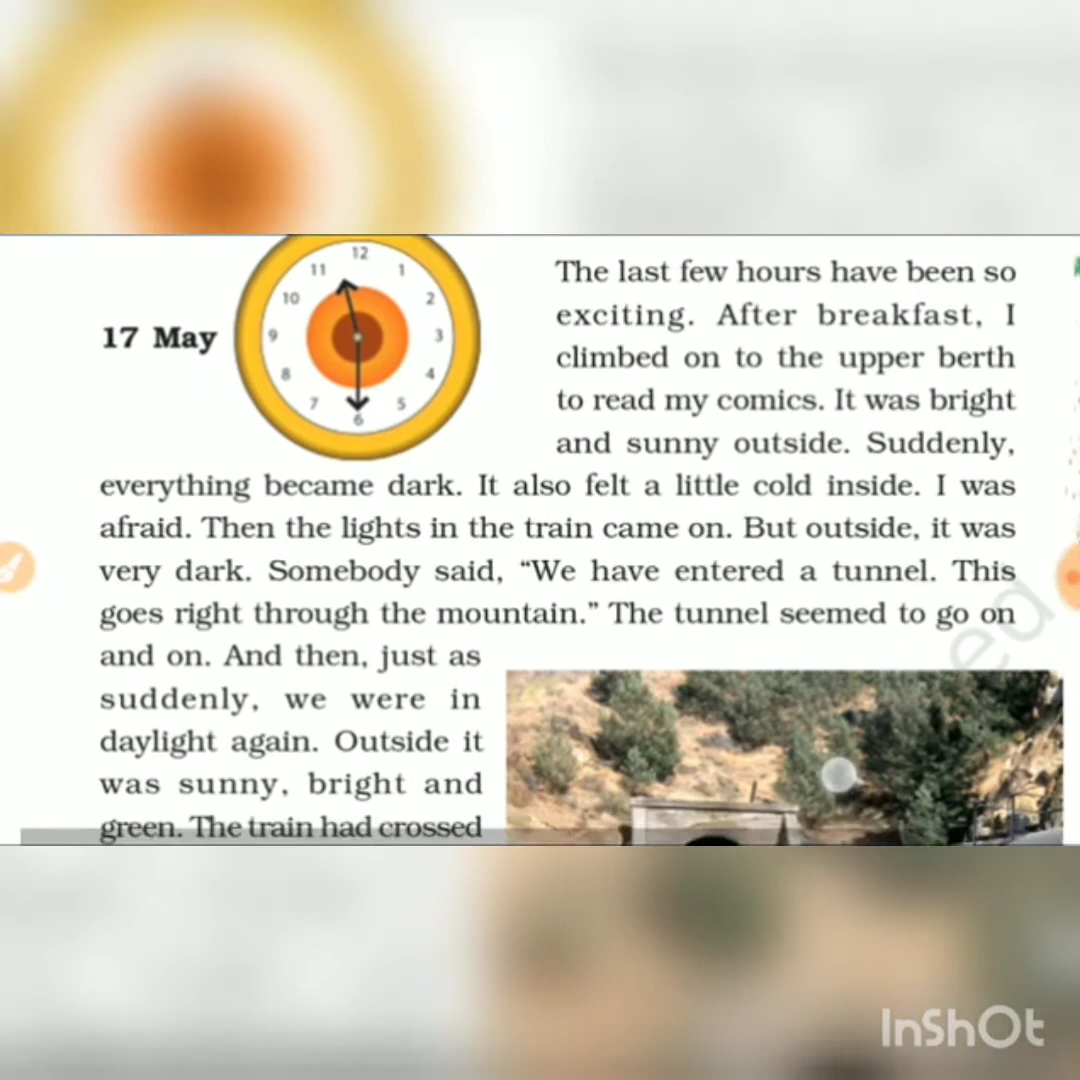 17 May
12
11
1
10
2
9
3
8
4
7
5
6
The last few hours have been so
exciting. After breakfast, I
climbed on to the upper berth
to read my comics. It was bright
and sunny outside. Suddenly,
everything became dark. It also felt a little cold inside. I was
afraid. Then the lights in the train came on. But outside, it was
very dark. Somebody said, “We have entered a tunnel. This
goes right through the mountain.” The tunnel seemed to go on
and on. And then, just as
suddenly, we were in
daylight again. Outside it
was sunny, bright and
green. The train had crossed
InShOt